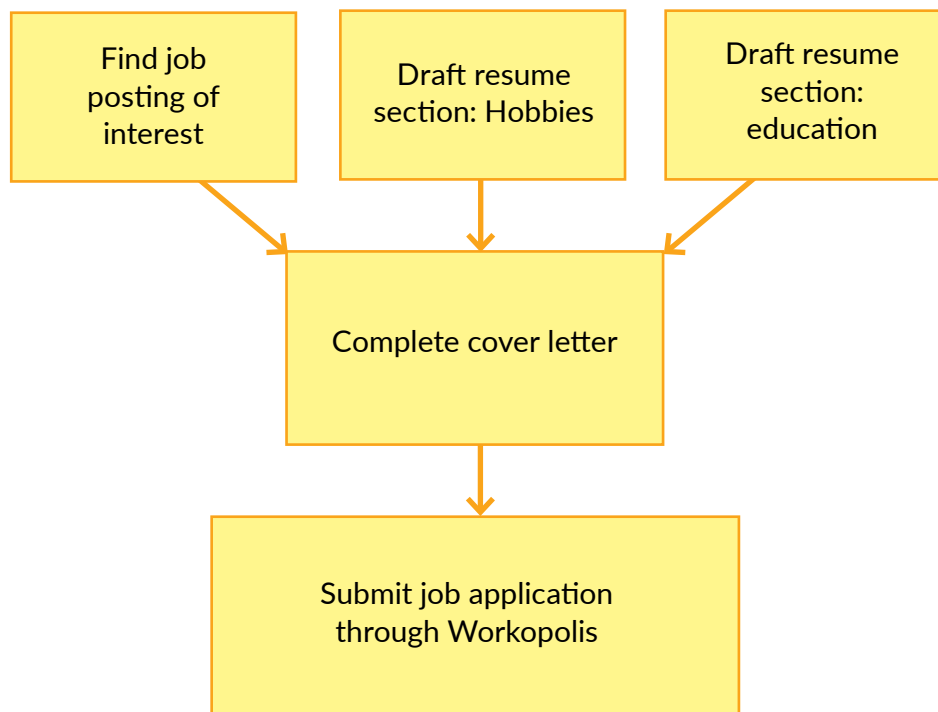 Find job
posting of
interest
Draft resume
section: Hobbies
Draft resume
section:
education
Complete cover letter
Submit job application
through Workopolis